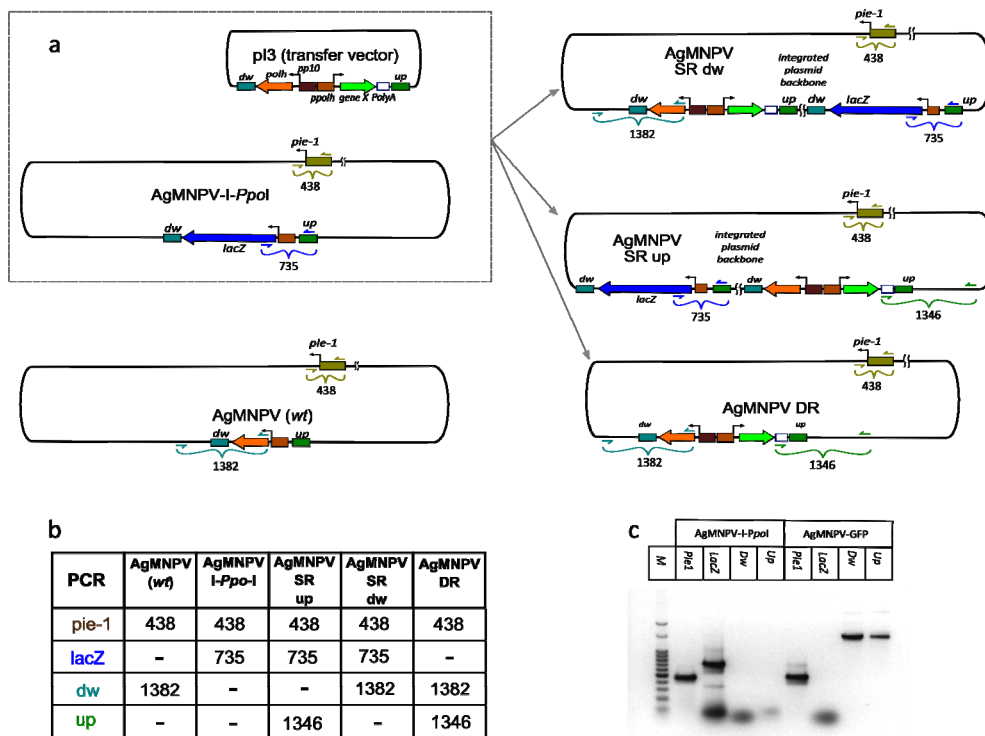 a
pI3 (transfer vector)
dw
polh
pp10
ppolh
gene X
PolyA
up
pie-1
438
AgMNPV-I-PpoI
dw
lacZ
up
735
pie-1
438
AgMNPV (wt)
dw
up
1382
pie-1
438
AgMNPV
SR dw
Integrated
plasmid
backbone
dw
up
dw
lacZ
up
1382
735
pie-1
438
AgMNPV
SR up
integrated
plasmid
backbone
dw
lacZ
dw
up
735
1346
pie-1
438
AgMNPV DR
dw
up
1382
1346
b
PCR AgMNPV (wt) AgMNPV I-Ppo-I AgMNPV SR up AgMNPV SR dw AgMNPV DR
pie-1 438 438 438 438 438
lacZ – 735 735 735 –
dw 1382 – – 1382 1382
up – – 1346 – 1346
c
AgMNPV-I-PpoI AgMNPV-GFP
M Pie1 LacZ Dw Up Pie1 LacZ Dw Up